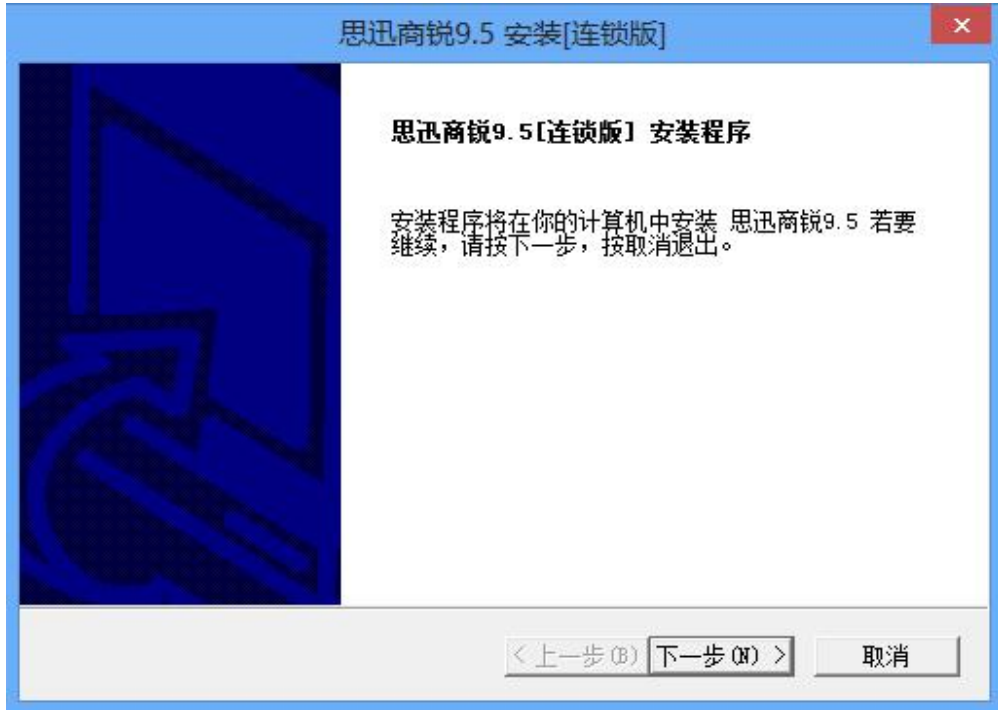 思迅商锐9.5 安装[连锁版]
思迅商锐9.5[连锁版] 安装程序
安装程序将在你的计算机中安装 思迅商锐9.5 若要
继续，请按下一步，按取消退出。
< 上一步(B) 下一步(N) > 取消